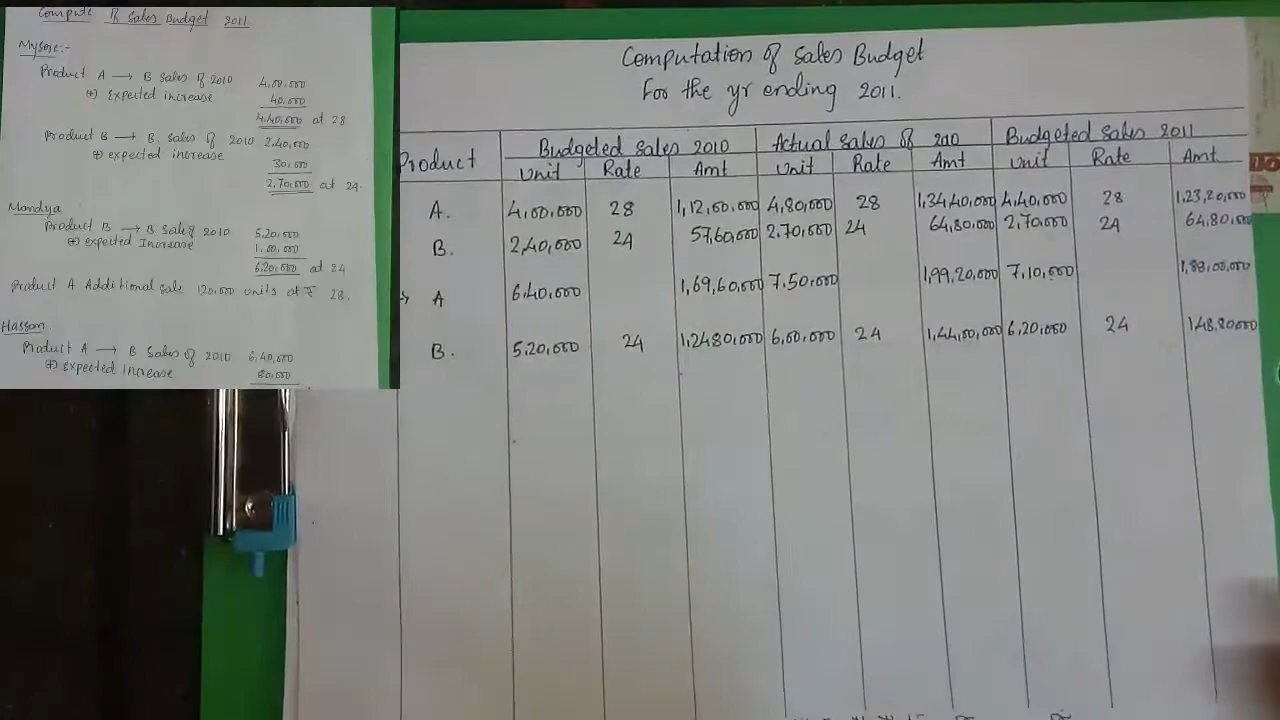 Compute of Sales Budget 2011
Mysore:-
Product A → B Sales of 2010 4,00,000
(+) Expected increase 40,000
4,40,000 at 28
Product B → B. Sales of 2010 2,40,000
(+) expected increase 30,000
2,70,000 at 24.
Mandya
Product B → B Sales of 2010 5,20,000
(+) expected Increase 1,00,000
6,20,000 at 24
Product A Additional sale 120,000 units at ₹ 28.
Hassan
Product A → B Sales of 2010 6,40,000
(+) Expected Increase 80,000
Computation of Sales Budget
For the yr ending 2011.
Product Budgeted Sales 2010 Actual Sales of 2010 Budgeted Sales 2011
Unit Rate Amt Unit Rate Amt Unit Rate Amt
A. 4,00,000 28 1,12,00,000 4,80,000 28 1,34,40,000 4,40,000 28 1,23,20,000
B. 2,40,000 24 57,60,000 2,70,000 24 64,80,000 2,70,000 24 64,80,000
A 6,40,000 1,69,60,000 7,50,000 1,99,20,000 7,10,000 1,88,00,000
B. 5,20,000 24 1,24,80,000 6,00,000 24 1,44,00,000 6,20,000 24 148,80,000